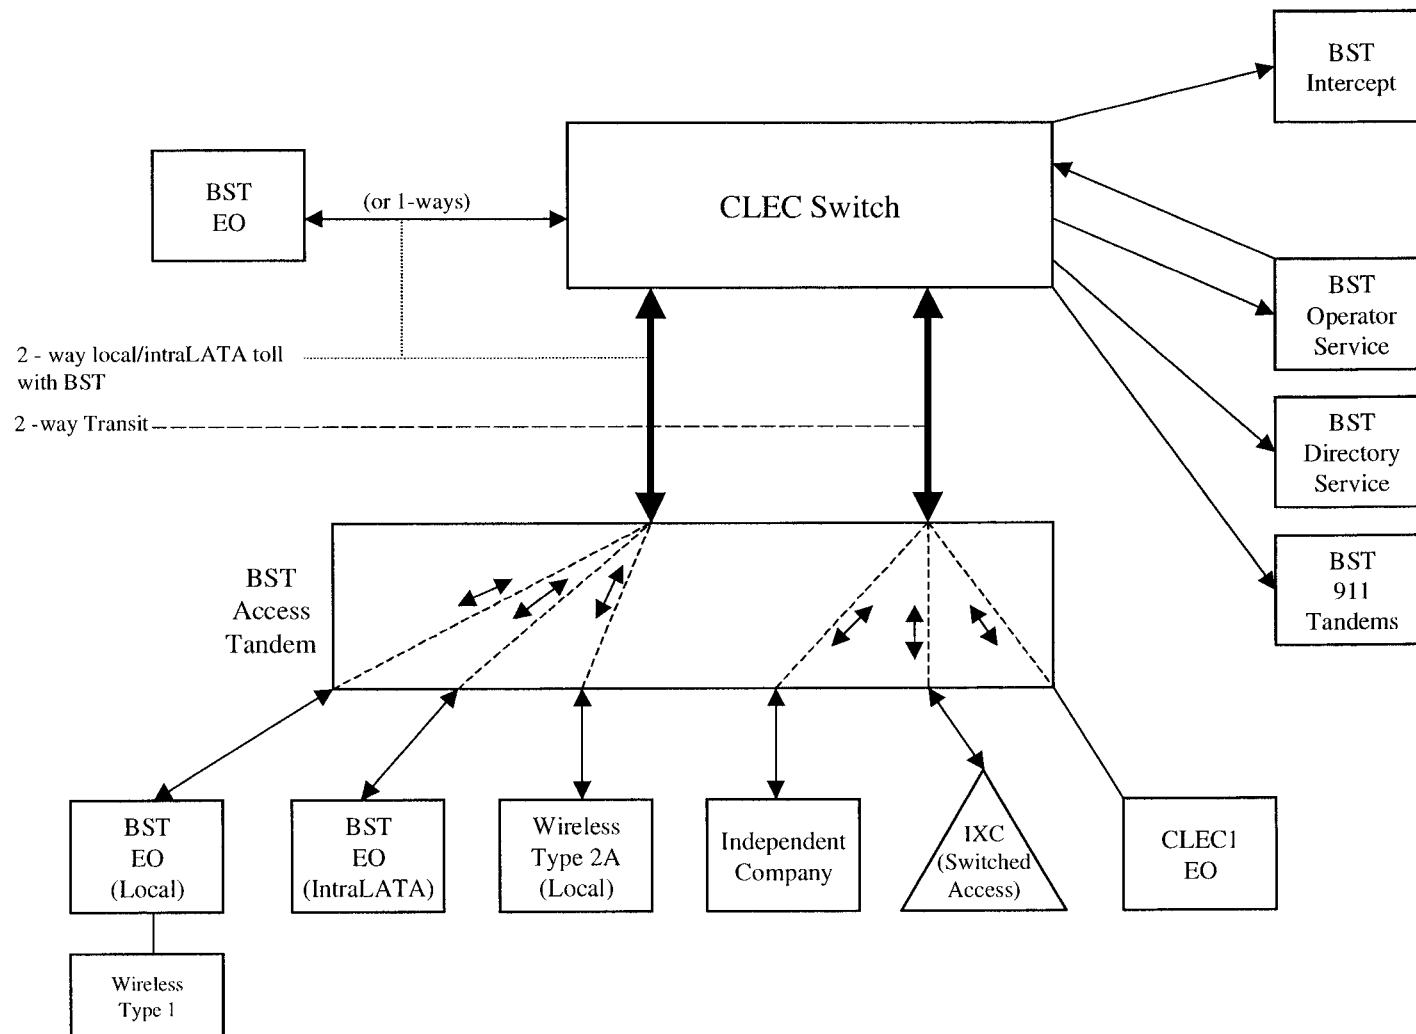 BST
Intercept
BST
EO
(or 1-ways)
CLEC Switch
BST
Operator
Service
2 - way local/intraLATA toll
with BST
2 -way Transit
BST
Directory
Service
BST
911
Tandems
BST
Access
Tandem
BST
EO
(Local)
BST
EO
(IntraLATA)
Wireless
Type 2A
(Local)
Independent
Company
IXC
(Switched
Access)
CLEC1
EO
Wireless
Type 1